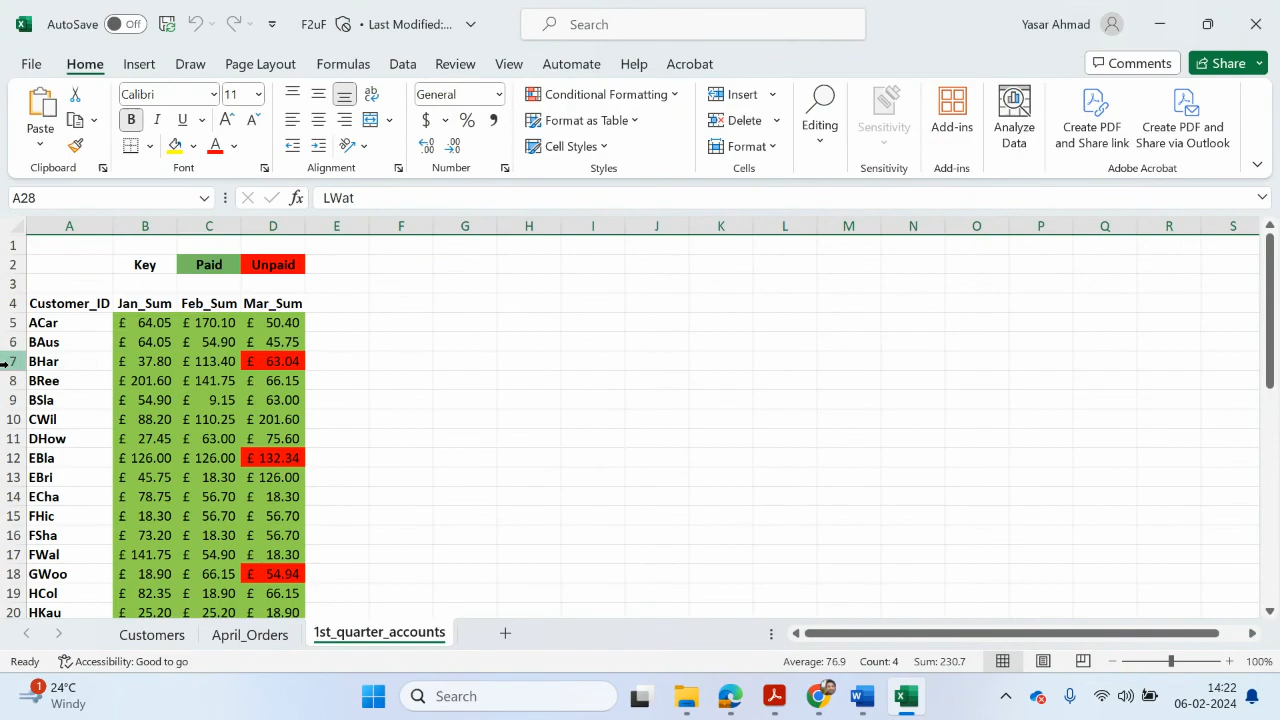 AutoSave Off F2uF • Last Modified:... Search Yasar Ahmad
File Home Insert Draw Page Layout Formulas Data Review View Automate Help Acrobat Comments Share
Paste Calibri 11 General Conditional Formatting Insert Editing Sensitivity Add-ins Analyze Data Create PDF and Share link Create PDF and Share via Outlook
B I U A A ab $ % , Format as Table Delete
A Cell Styles Format
Clipboard Font Alignment Number Styles Cells Sensitivity Add-ins Adobe Acrobat
A28 fx LWat
A B C D E F G H I J K L M N O P Q R S
1
2 Key Paid Unpaid
3
4 Customer_ID Jan_Sum Feb_Sum Mar_Sum
5 ACar £ 64.05 £ 170.10 £ 50.40
6 BAus £ 64.05 £ 54.90 £ 45.75
7 BHar £ 37.80 £ 113.40 £ 63.04
8 BRee £ 201.60 £ 141.75 £ 66.15
9 BSla £ 54.90 £ 9.15 £ 63.00
10 CWil £ 88.20 £ 110.25 £ 201.60
11 DHow £ 27.45 £ 63.00 £ 75.60
12 EBla £ 126.00 £ 126.00 £ 132.34
13 EBri £ 45.75 £ 18.30 £ 126.00
14 ECha £ 78.75 £ 56.70 £ 18.30
15 FHic £ 18.30 £ 56.70 £ 56.70
16 FSha £ 73.20 £ 18.30 £ 56.70
17 FWal £ 141.75 £ 54.90 £ 18.30
18 GWoo £ 18.90 £ 66.15 £ 54.94
19 HCol £ 82.35 £ 18.90 £ 66.15
20 HKau £ 25.20 £ 25.20 £ 18.90
Customers April_Orders 1st_quarter_accounts
Ready Accessibility: Good to go Average: 76.9 Count: 4 Sum: 230.7 100%
1 24°C Search 14:22
Windy 06-02-2024